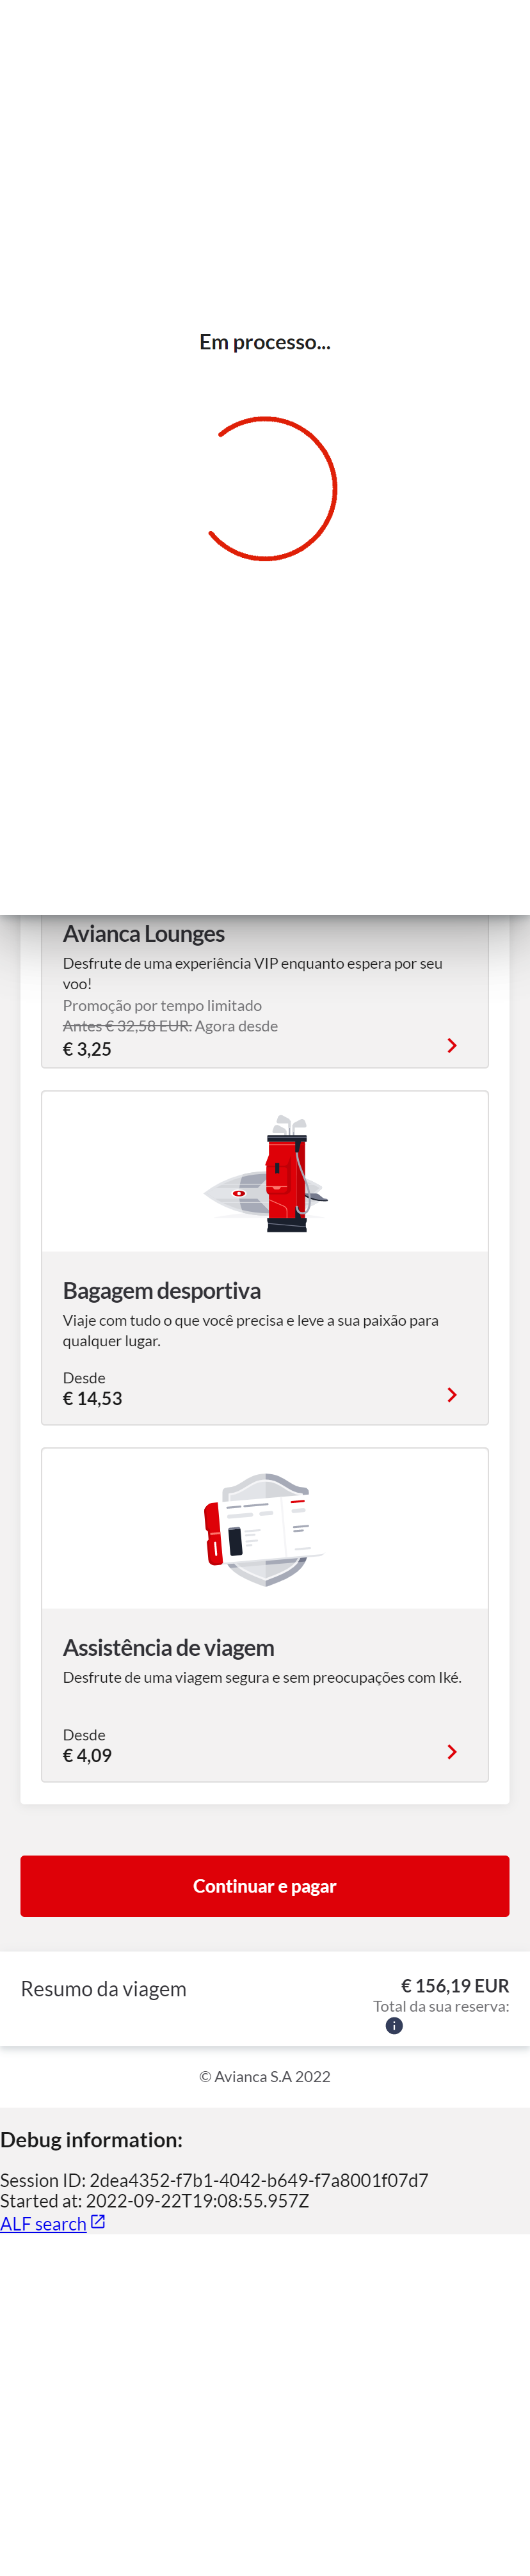 Em processo...
Avianca Lounges
Desfrute de uma experiência VIP enquanto espera por seu
voo!
Promoção por tempo limitado
Antes € 32,58 EUR. Agora desde
€ 3,25
Bagagem desportiva
Viaje com tudo o que você precisa e leve a sua paixão para
qualquer lugar.
Desde
€ 14,53
Assistência de viagem
Desfrute de uma viagem segura e sem preocupações com Iké.
Desde
€ 4,09
Continuar e pagar
Resumo da viagem
€ 156,19 EUR
Total da sua reserva:
© Avianca S.A 2022
Debug information:
Session ID: 2dea4352-f7b1-4042-b649-f7a8001f07d7
Started at: 2022-09-22T19:08:55.957Z
ALF search